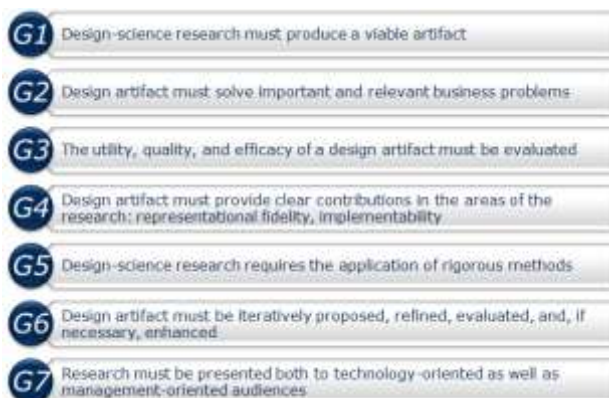 G1 Design-science research must produce a viable artifact
G2 Design artifact must solve important and relevant business problems
G3 The utility, quality, and efficacy of a design artifact must be evaluated
G4 Design artifact must provide clear contributions in the areas of the
research: representational fidelity, implementability
G5 Design-science research requires the application of rigorous methods
G6 Design artifact must be iteratively proposed, refined, evaluated, and, if
necessary, enhanced
G7 Research must be presented both to technology-oriented as well as
management-oriented audiences